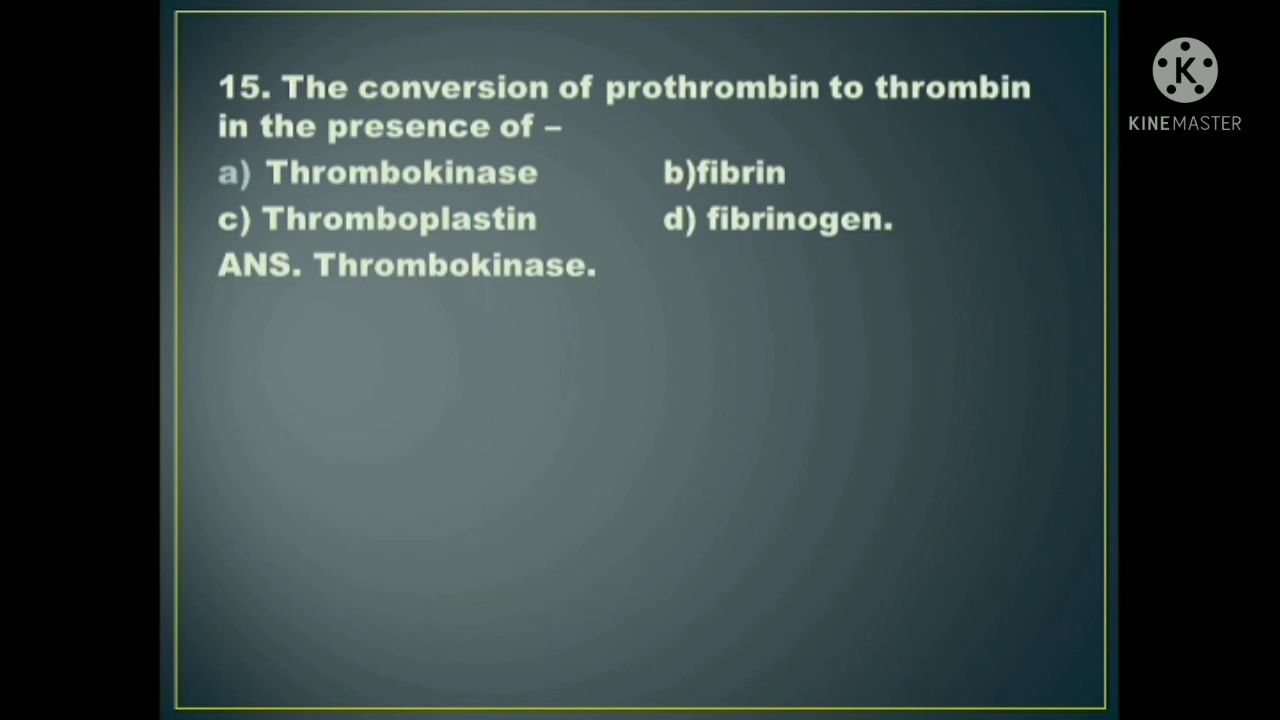 15. The conversion of prothrombin to thrombin
in the presence of –
a) Thrombokinase b)fibrin
c) Thromboplastin d) fibrinogen.
ANS. Thrombokinase.
K
KINEMASTER